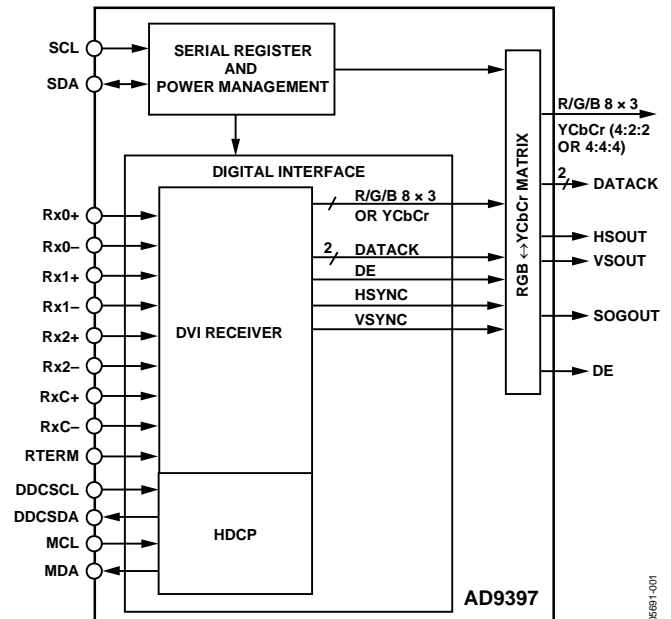 SCL
SDA
SERIAL REGISTER
AND
POWER MANAGEMENT
R/G/B 8 × 3
YCbCr (4:2:2
OR 4:4:4)
2
DATACK
HSOUT
VSOUT
SOGOUT
DE
RGB ↔ YCbCr MATRIX
DIGITAL INTERFACE
R/G/B 8 × 3
OR YCbCr
2
DATACK
DE
HSYNC
VSYNC
DVI RECEIVER
Rx0+
Rx0–
Rx1+
Rx1–
Rx2+
Rx2–
RxC+
RxC–
RTERM
DDCSCL
DDCSDA
MCL
MDA
HDCP
AD9397
05691-001